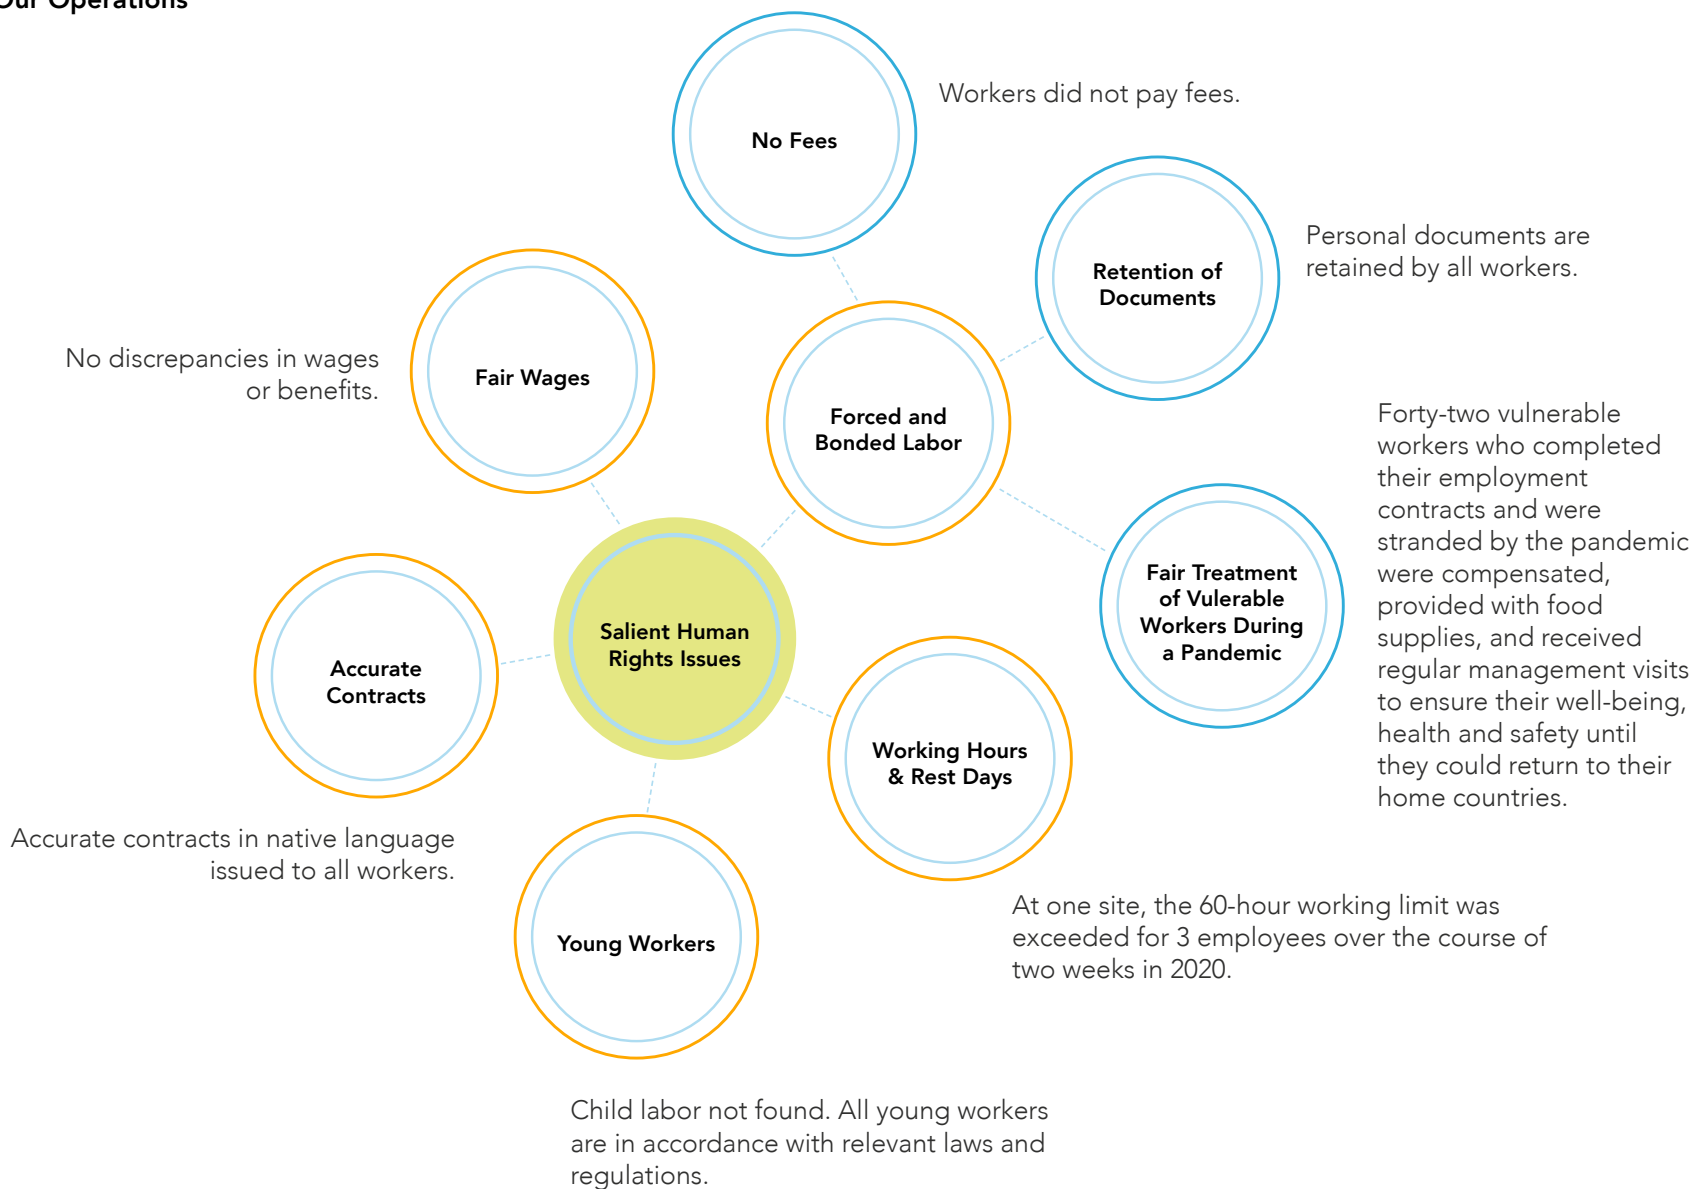 Our Operations
No Fees
Workers did not pay fees.
Retention of
Documents
Personal documents are
retained by all workers.
Fair Wages
No discrepancies in wages
or benefits.
Forced and
Bonded Labor
Fair Treatment
of Vulerable
Workers During
a Pandemic
Forty-two vulnerable
workers who completed
their employment
contracts and were
stranded by the pandemic
were compensated,
provided with food
supplies, and received
regular management visits
to ensure their well-being,
health and safety until
they could return to their
home countries.
Salient Human
Rights Issues
Accurate
Contracts
Accurate contracts in native language
issued to all workers.
Working Hours
& Rest Days
At one site, the 60-hour working limit was
exceeded for 3 employees over the course of
two weeks in 2020.
Young Workers
Child labor not found. All young workers
are in accordance with relevant laws and
regulations.